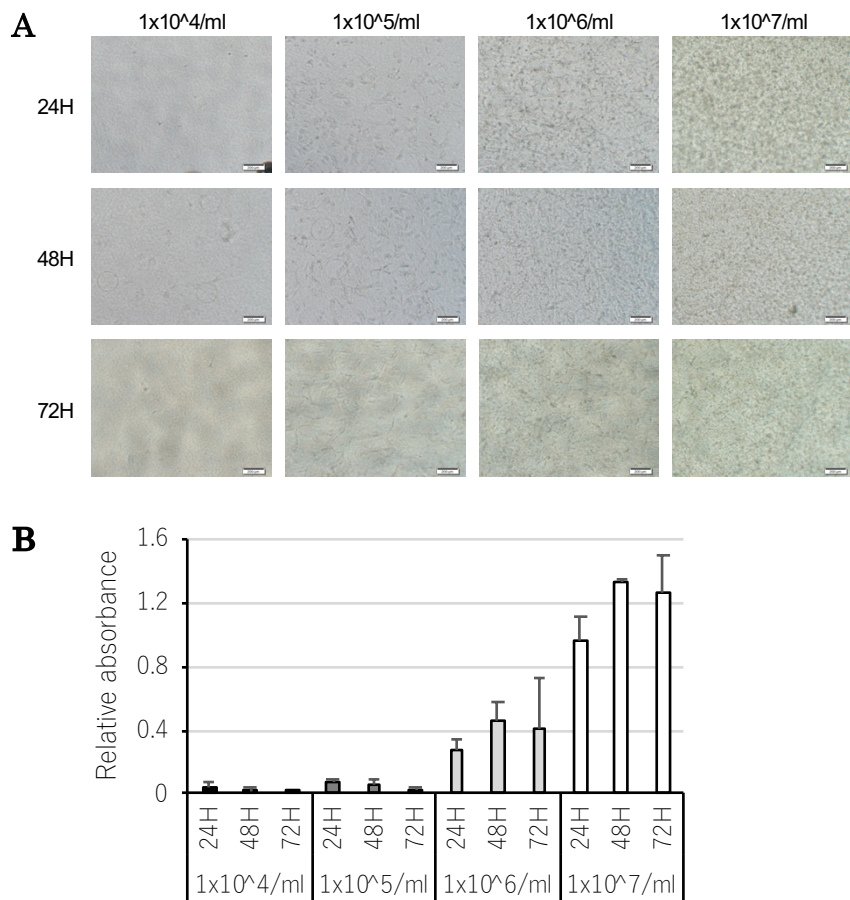 A
1x10^4/ml 1x10^5/ml 1x10^6/ml 1x10^7/ml
24H
48H
72H
B
Relative absorbance
1.6
1.2
0.8
0.4
0
24H 48H 72H 24H 48H 72H 24H 48H 72H 24H 48H 72H
1x10^4/ml 1x10^5/ml 1x10^6/ml 1x10^7/ml